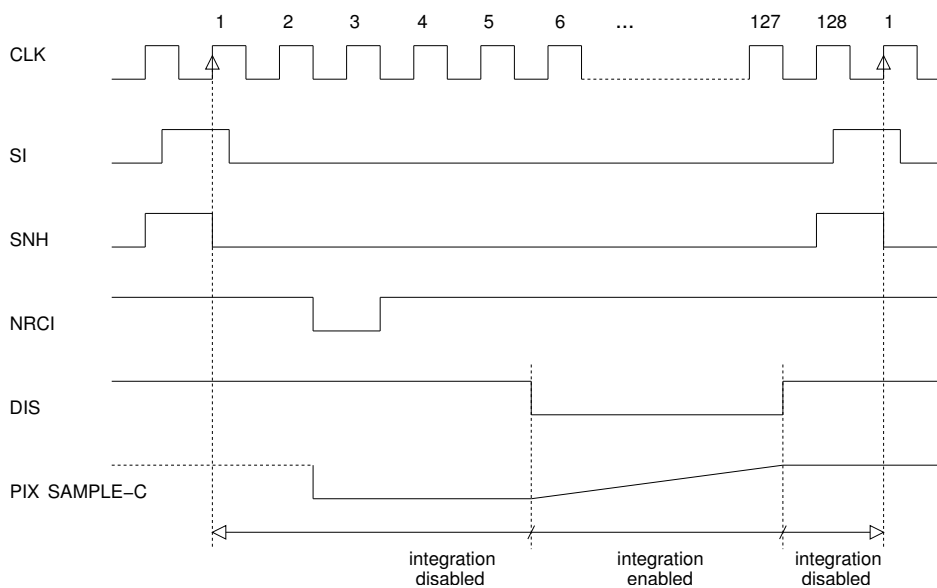 1 2 3 4 5 6 ... 127 128 1
CLK
SI
SNH
NRCI
DIS
PIX SAMPLE−C
integration disabled
integration enabled
integration disabled